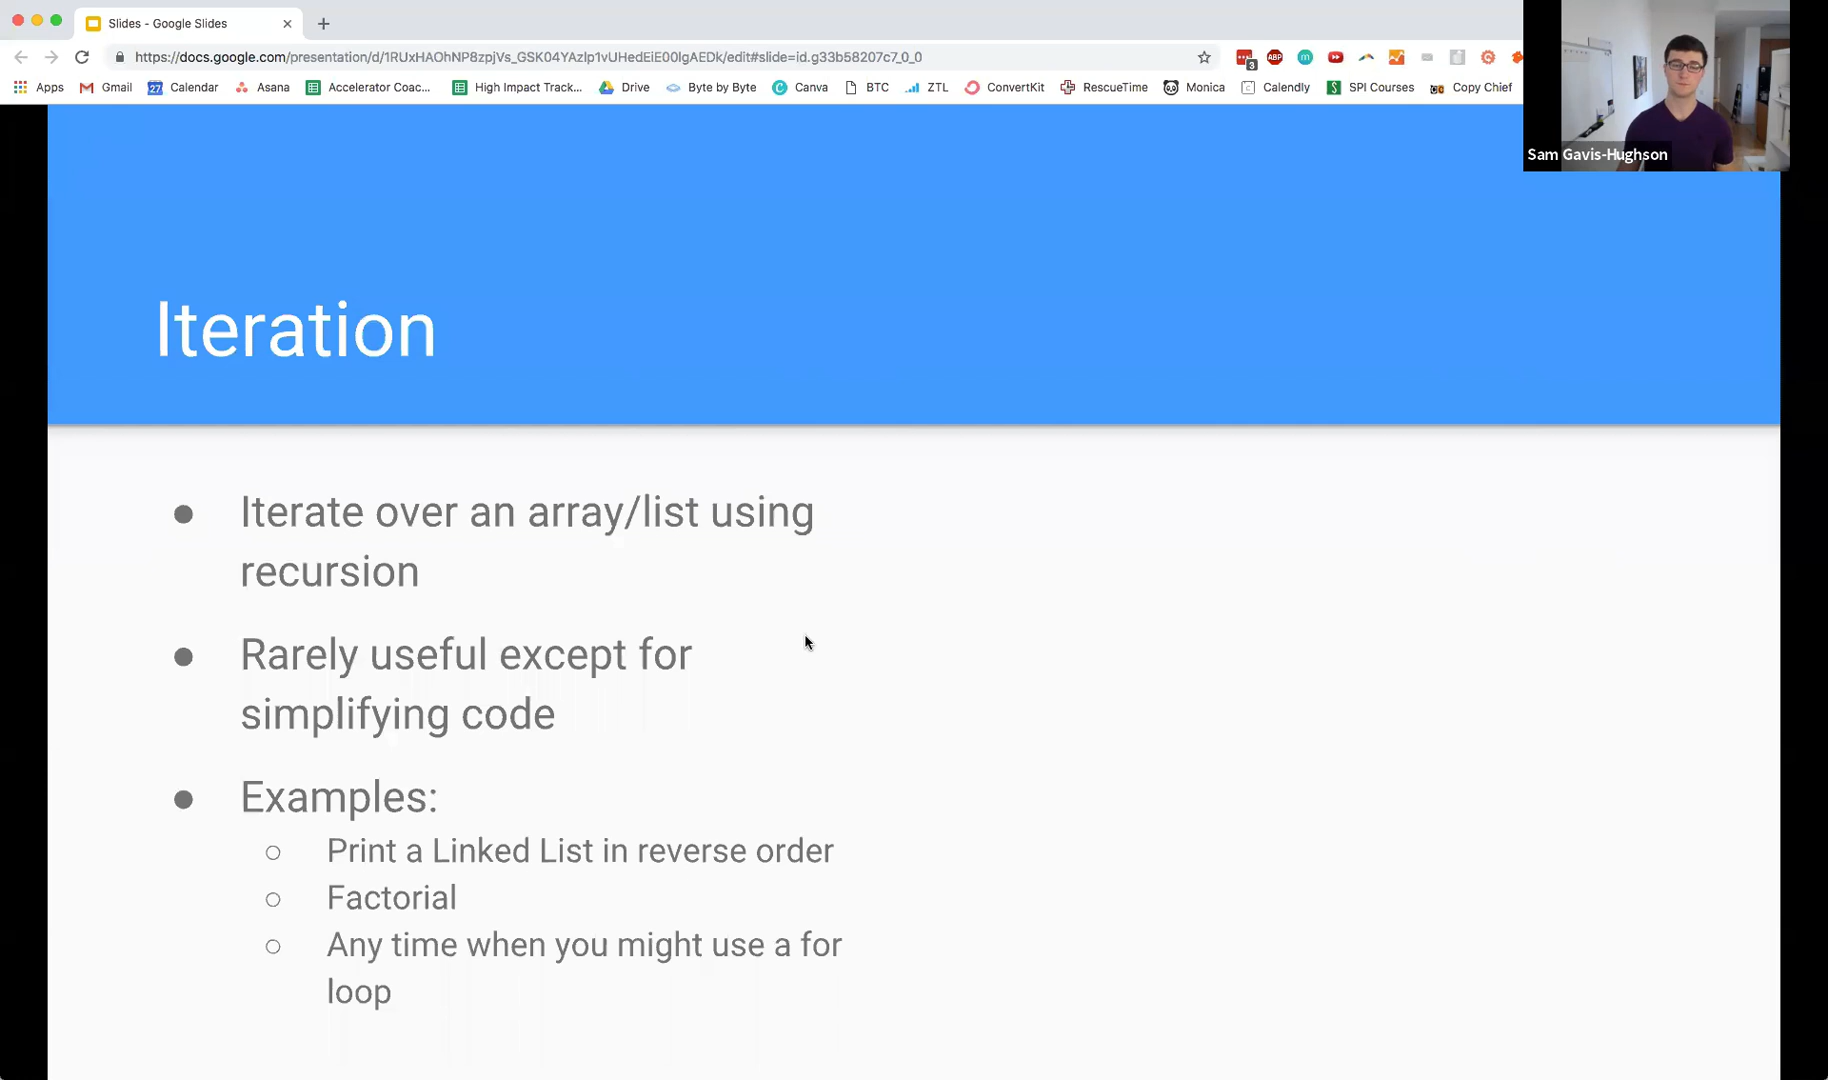 Slides - Google Slides
https://docs.google.com/presentation/d/1RUxHAOhNP8zpjVs_GSK04YAzlp1vUHedEiE00lgAEDk/edit#slide=id.g33b58207c7_0_0
3
ABP
m
Apps Gmail 27 Calendar Asana Accelerator Coac... High Impact Track... Drive Byte by Byte Canva BTC ZTL ConvertKit RescueTime Monica Calendly SPI Courses Copy Chief
Sam Gavis-Hughson
Iteration
● Iterate over an array/list using
recursion
● Rarely useful except for
simplifying code
● Examples:
○ Print a Linked List in reverse order
○ Factorial
○ Any time when you might use a for
loop